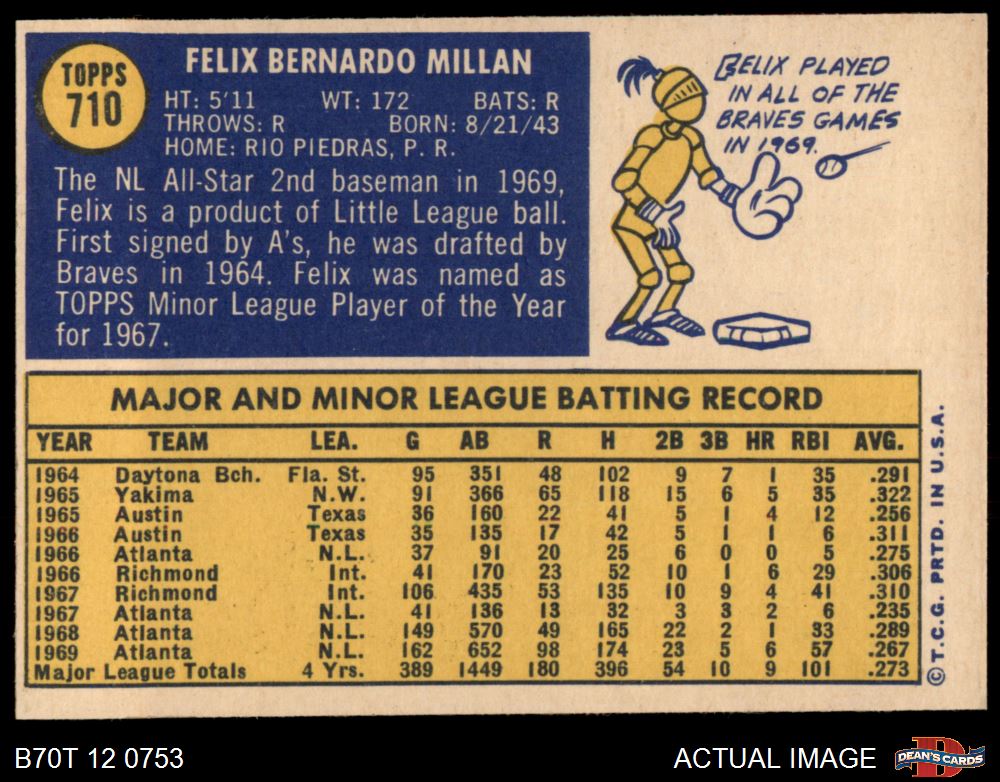 TOPPS
710
FELIX BERNARDO MILLAN
HT: 5'11 WT: 172 BATS: R
THROWS: R BORN: 8/21/43
HOME: RIO PIEDRAS, P. R.
The NL All-Star 2nd baseman in 1969,
Felix is a product of Little League ball.
First signed by A's, he was drafted by
Braves in 1964. Felix was named as
TOPPS Minor League Player of the Year
for 1967.
FELIX PLAYED
IN ALL OF THE
BRAVES GAMES
IN 1969.
MAJOR AND MINOR LEAGUE BATTING RECORD
YEAR TEAM LEA. G AB R H 2B 3B HR RBI AVG.
1964 Daytona Bch. Fla. St. 95 351 48 102 9 7 1 35 .291
1965 Yakima N.W. 91 366 65 118 15 6 5 35 .322
1965 Austin Texas 36 160 22 41 5 1 4 12 .256
1966 Austin Texas 35 135 17 42 5 1 1 6 .311
1966 Atlanta N.L. 37 91 20 25 6 0 0 5 .275
1966 Richmond Int. 41 170 23 52 10 1 6 29 .306
1967 Richmond Int. 106 435 53 135 10 9 4 41 .310
1967 Atlanta N.L. 41 136 13 32 3 3 2 6 .235
1968 Atlanta N.L. 149 570 49 165 22 2 1 33 .289
1969 Atlanta N.L. 162 652 98 174 23 5 6 57 .267
Major League Totals 4 Yrs. 389 1449 180 396 54 10 9 101 .273
©T.C.G. PRTD. IN U.S.A.
B70T 12 0753
ACTUAL IMAGE
D
DEAN'S CARDS